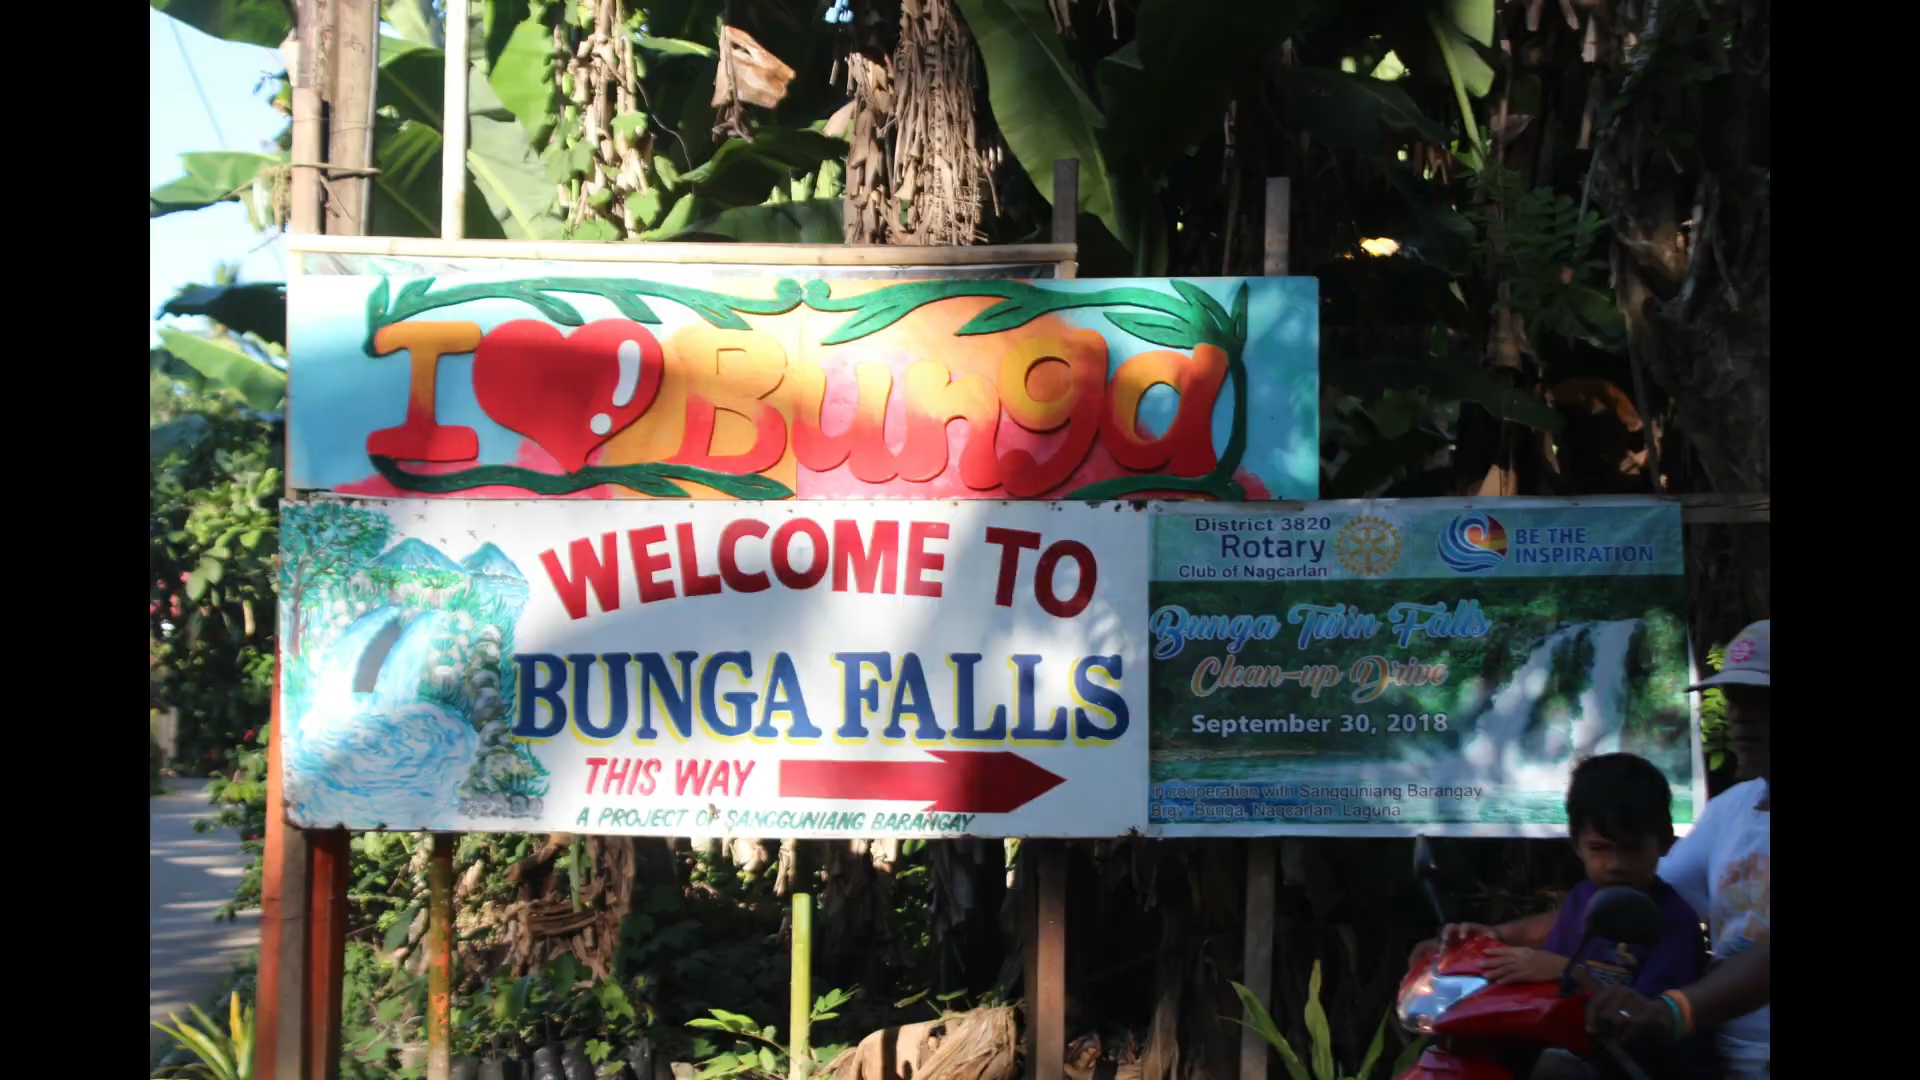 I ❤ Bunga
WELCOME TO
BUNGA FALLS
THIS WAY
A PROJECT OF SANGGUNIANG BARANGAY
District 3820
Rotary
Club of Nagcarlan
BE THE
INSPIRATION
Bunga Twin Falls
Clean-up Drive
September 30, 2018
in cooperation with Sangguniang Barangay
Brgy. Bunga, Nagcarlan, Laguna